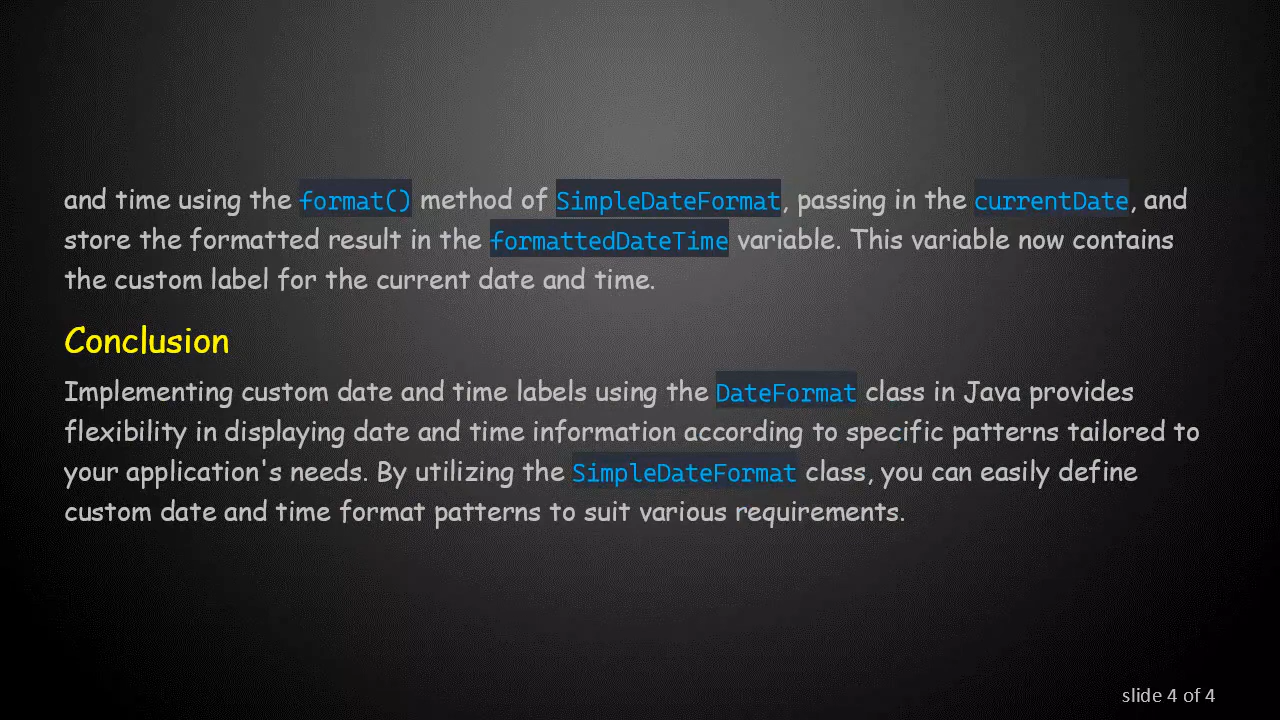 and time using the format() method of SimpleDateFormat, passing in the currentDate, and
store the formatted result in the formattedDateTime variable. This variable now contains
the custom label for the current date and time.
Conclusion
Implementing custom date and time labels using the DateFormat class in Java provides
flexibility in displaying date and time information according to specific patterns tailored to
your application's needs. By utilizing the SimpleDateFormat class, you can easily define
custom date and time format patterns to suit various requirements.
slide 4 of 4